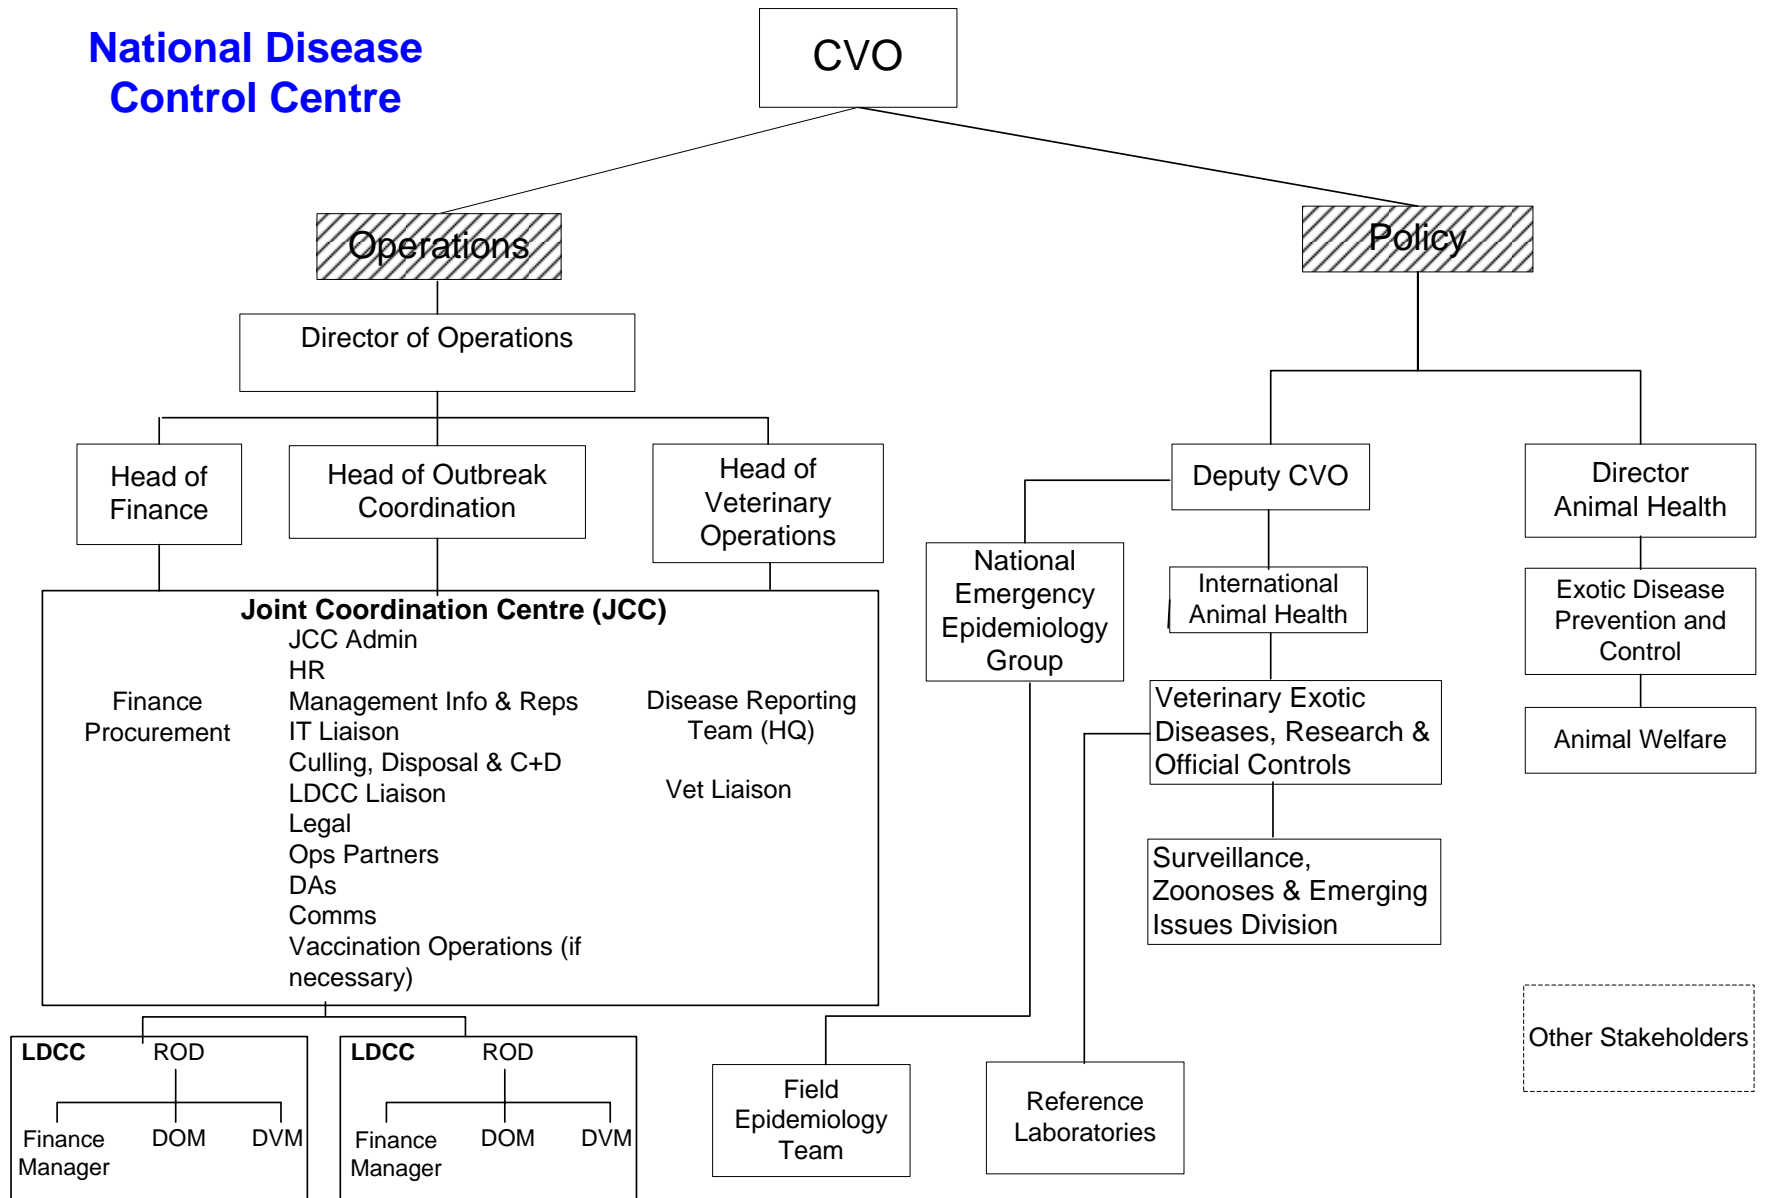 National Disease
Control Centre
CVO
Operations
Policy
Director of Operations
Head of
Finance
Head of Outbreak
Coordination
Head of
Veterinary
Operations
Deputy CVO
Director
Animal Health
National
Emergency
Epidemiology
Group
International
Animal Health
Exotic Disease
Prevention and
Control
Joint Coordination Centre (JCC)
JCC Admin
HR
Management Info & Reps
IT Liaison
Culling, Disposal & C+D
LDCC Liaison
Legal
Ops Partners
DAs
Comms
Vaccination Operations (if
necessary)
Finance
Procurement
Disease Reporting
Team (HQ)
Vet Liaison
Veterinary Exotic
Diseases, Research &
Official Controls
Animal Welfare
Surveillance,
Zoonoses & Emerging
Issues Division
Other Stakeholders
LDCC
ROD
Finance
Manager
DOM
DVM
LDCC
ROD
Finance
Manager
DOM
DVM
Field
Epidemiology
Team
Reference
Laboratories